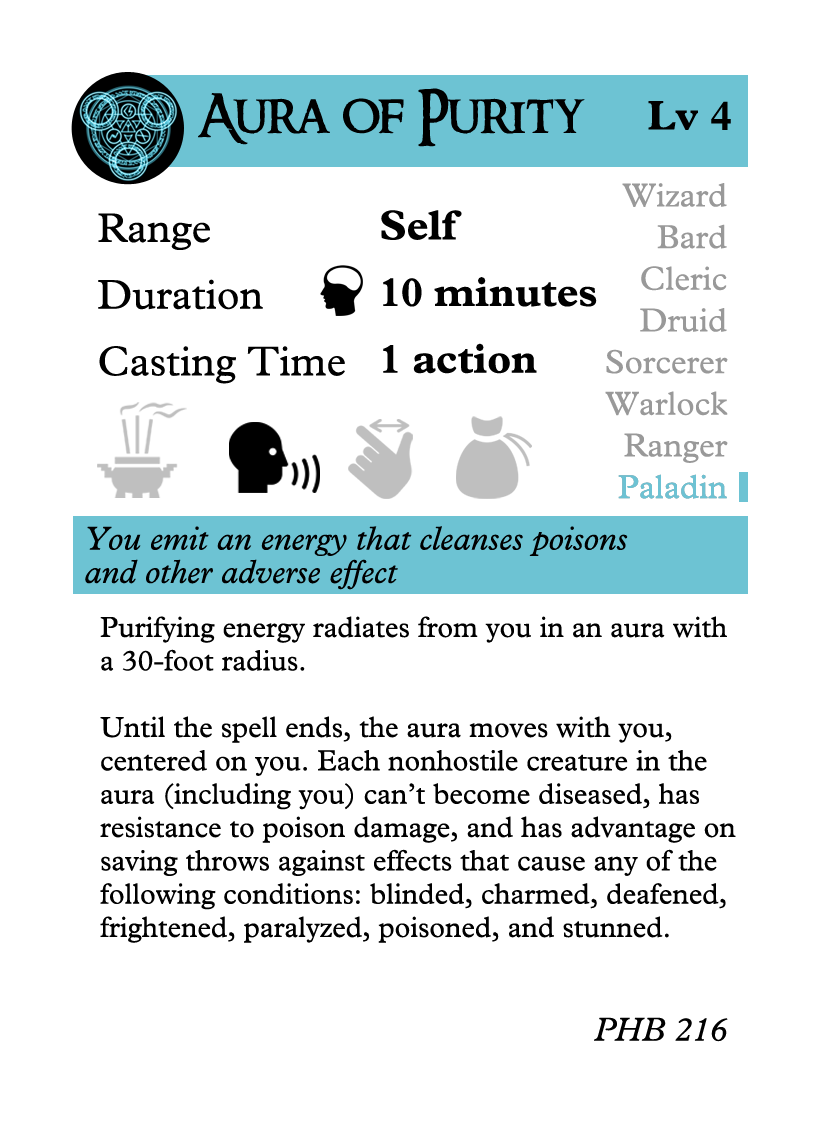 Aura of Purity Lv 4
Range Self
Duration 10 minutes
Casting Time 1 action
Wizard
Bard
Cleric
Druid
Sorcerer
Warlock
Ranger
Paladin
You emit an energy that cleanses poisons
and other adverse effect
Purifying energy radiates from you in an aura with
a 30-foot radius.
Until the spell ends, the aura moves with you,
centered on you. Each nonhostile creature in the
aura (including you) can’t become diseased, has
resistance to poison damage, and has advantage on
saving throws against effects that cause any of the
following conditions: blinded, charmed, deafened,
frightened, paralyzed, poisoned, and stunned.
PHB 216